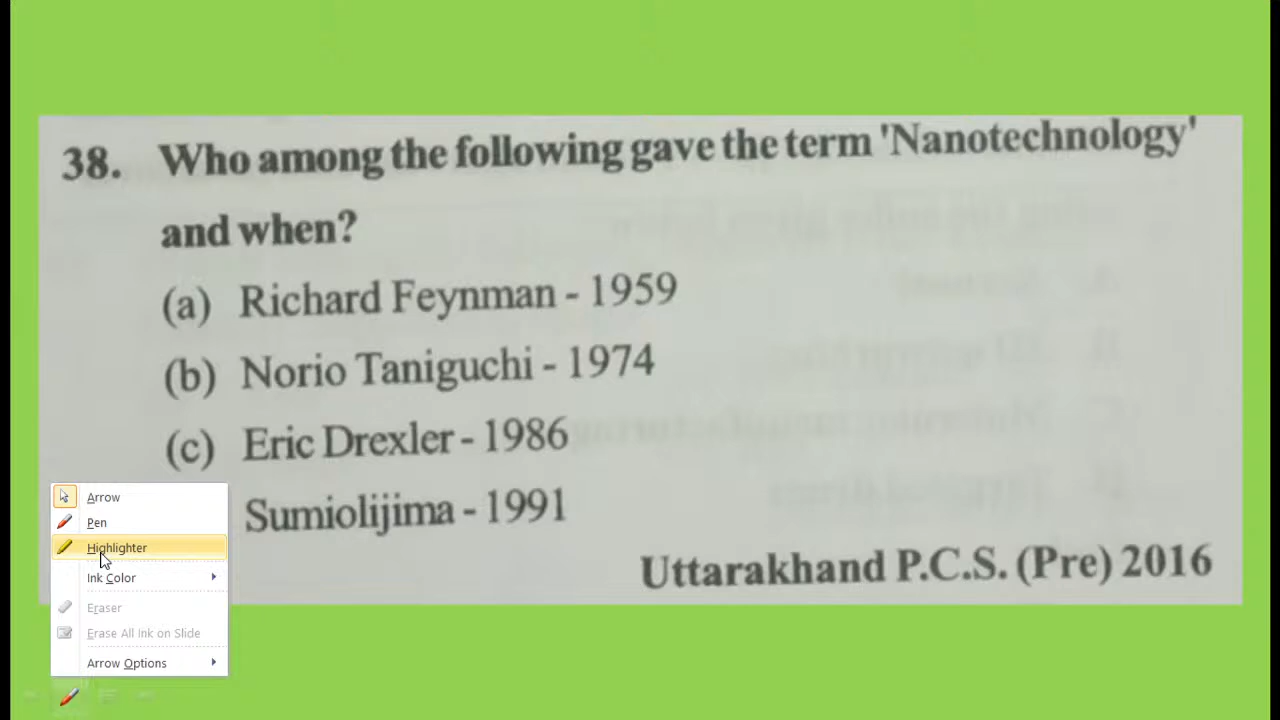 38. Who among the following gave the term 'Nanotechnology'
and when?
(a) Richard Feynman - 1959
(b) Norio Taniguchi - 1974
(c) Eric Drexler - 1986
Sumiolijima - 1991
Uttarakhand P.C.S. (Pre) 2016
Arrow
Pen
Highlighter
Ink Color
Eraser
Erase All Ink on Slide
Arrow Options